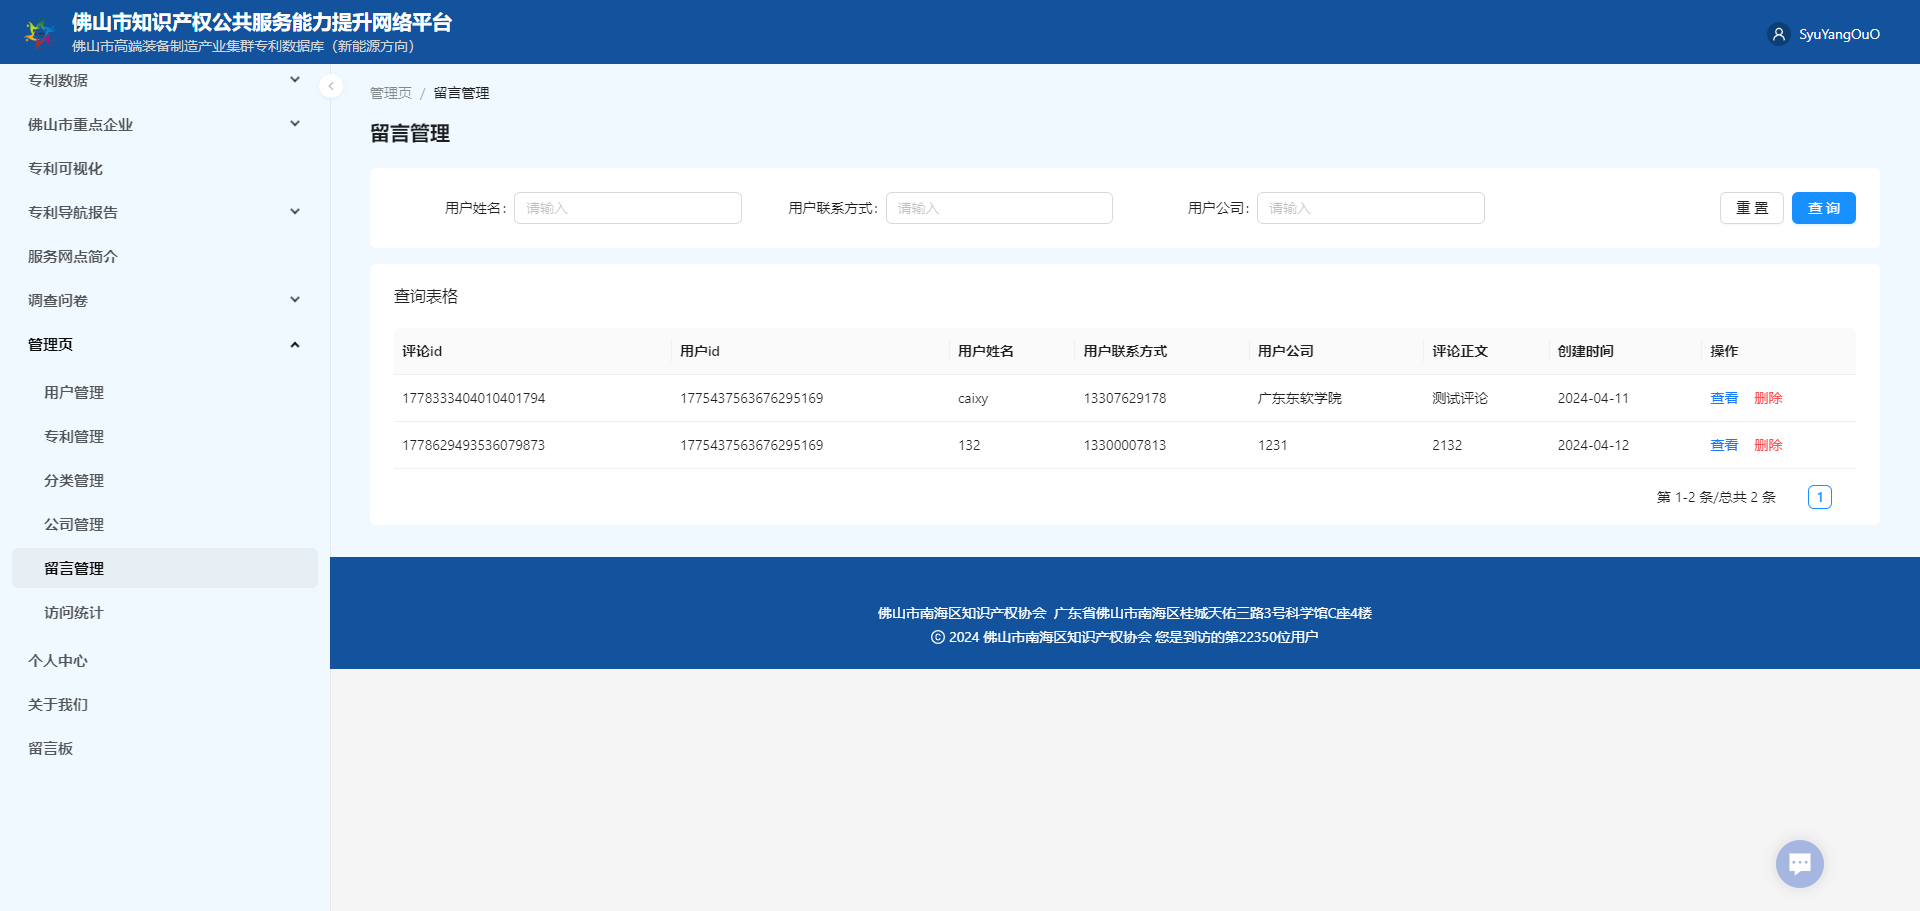 佛山市知识产权公共服务能力提升网络平台
佛山市高端装备制造产业集群专利数据库（新能源方向）
SyuYangOuO
专利数据
佛山市重点企业
专利可视化
专利导航报告
服务网点简介
调查问卷
管理页
用户管理
专利管理
分类管理
公司管理
留言管理
访问统计
个人中心
关于我们
留言板
管理页 / 留言管理
留言管理
用户姓名: 请输入 用户联系方式: 请输入 用户公司: 请输入 重 置 查 询
查询表格
评论id 用户id 用户姓名 用户联系方式 用户公司 评论正文 创建时间 操作
1778333404010401794 1775437563676295169 caixy 13307629178 广东东软学院 测试评论 2024-04-11 查看 删除
1778629493536079873 1775437563676295169 132 13300007813 1231 2132 2024-04-12 查看 删除
第 1-2 条/总共 2 条 1
佛山市南海区知识产权协会 广东省佛山市南海区桂城天佑三路3号科学馆C座4楼
© 2024 佛山市南海区知识产权协会 您是到访的第22350位用户